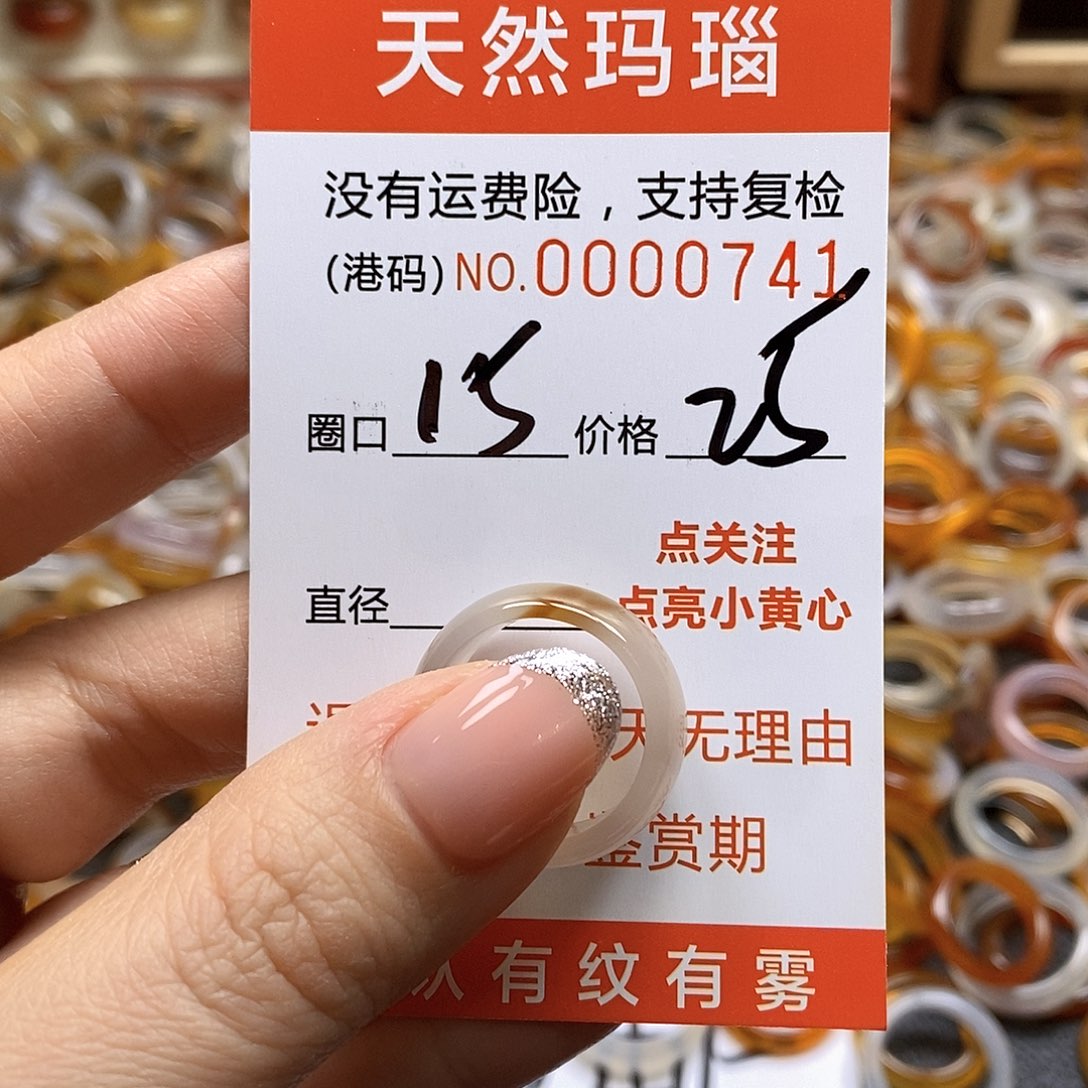 天然玛瑙
没有运费险，支持复检
(港码) NO.0000741
圈口 15 价格 25
点关注
直径 点亮小黄心
天无理由
鉴赏期
有纹有雾